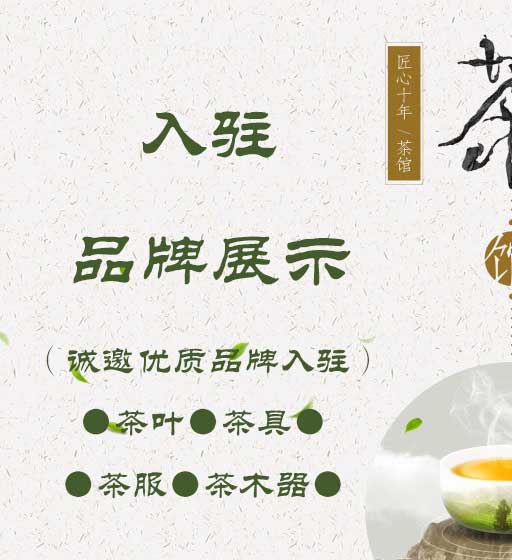 入驻
品牌展示
（诚邀优质品牌入驻）
●茶叶●茶具●
●茶服●茶木器●
匠心十年/茶馆
茶